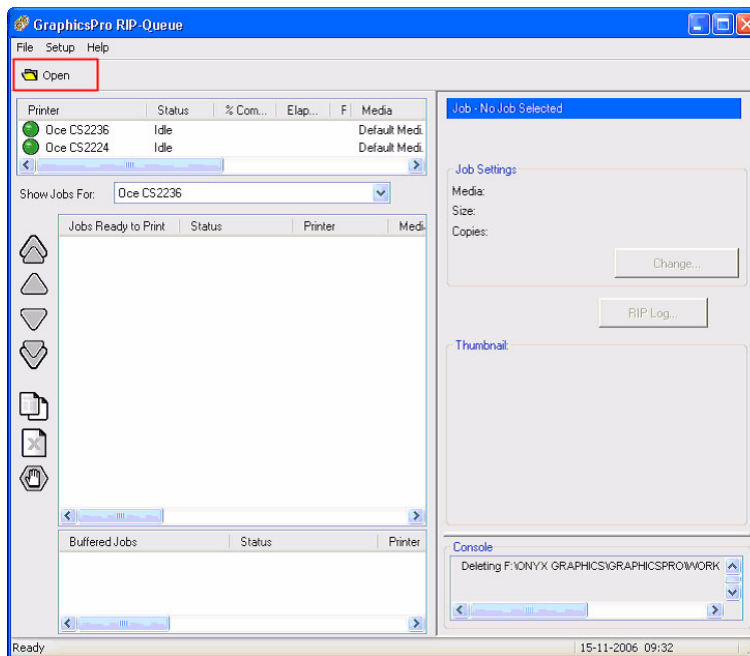 GraphicsPro RIP-Queue
File Setup Help
Open
Printer Status % Com... Elap... F Media
Oce CS2236 Idle Default Medi.
Oce CS2224 Idle Default Medi.
Show Jobs For: Oce CS2236
Jobs Ready to Print Status Printer Medi
Buffered Jobs Status Printer
Job - No Job Selected
Job Settings
Media:
Size:
Copies:
Change...
RIP Log...
Thumbnail:
Console
Deleting F:\ONYX GRAPHICS\GRAPHICSPRO\WORK
Ready 15-11-2006 09:32